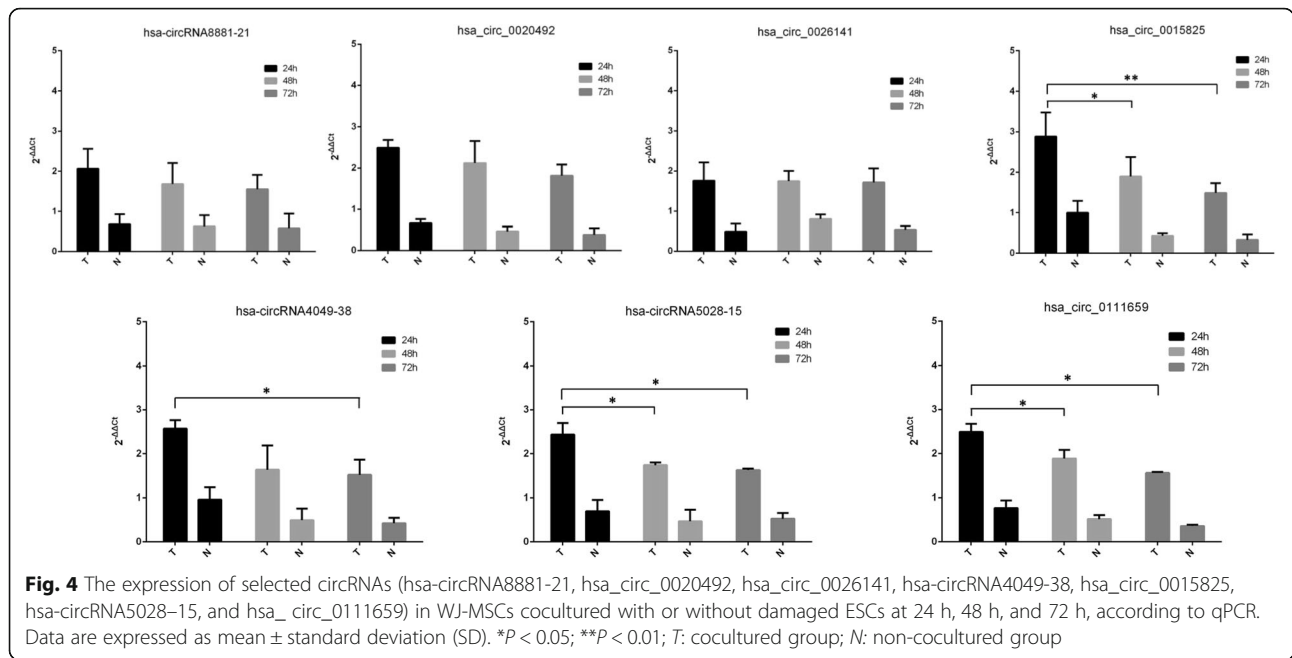 hsa-circRNA8881-21
5
4
3
2
1
0
2-ΔΔCt
24h
48h
72h
T N T N T N
hsa_circ_0020492
5
4
3
2
1
0
2-ΔΔCt
24h
48h
72h
T N T N T N
hsa_circ_0026141
5
4
3
2
1
0
2-ΔΔCt
24h
48h
72h
T N T N T N
hsa_circ_0015825
5
4
3
2
1
0
2-ΔΔCt
24h
48h
72h
**
*
T N T N T N
hsa-circRNA4049-38
5
4
3
2
1
0
2-ΔΔCt
24h
48h
72h
*
T N T N T N
hsa-circRNA5028-15
5
4
3
2
1
0
2-ΔΔCt
24h
48h
72h
*
*
T N T N T N
hsa_circ_0111659
5
4
3
2
1
0
2-ΔΔCt
24h
48h
72h
*
*
T N T N T N
Fig. 4 The expression of selected circRNAs (hsa-circRNA8881-21, hsa_circ_0020492, hsa_circ_0026141, hsa-circRNA4049-38, hsa_circ_0015825,
hsa-circRNA5028–15, and hsa_ circ_0111659) in WJ-MSCs cocultured with or without damaged ESCs at 24 h, 48 h, and 72 h, according to qPCR.
Data are expressed as mean ± standard deviation (SD). *P < 0.05; **P < 0.01; T: cocultured group; N: non-cocultured group